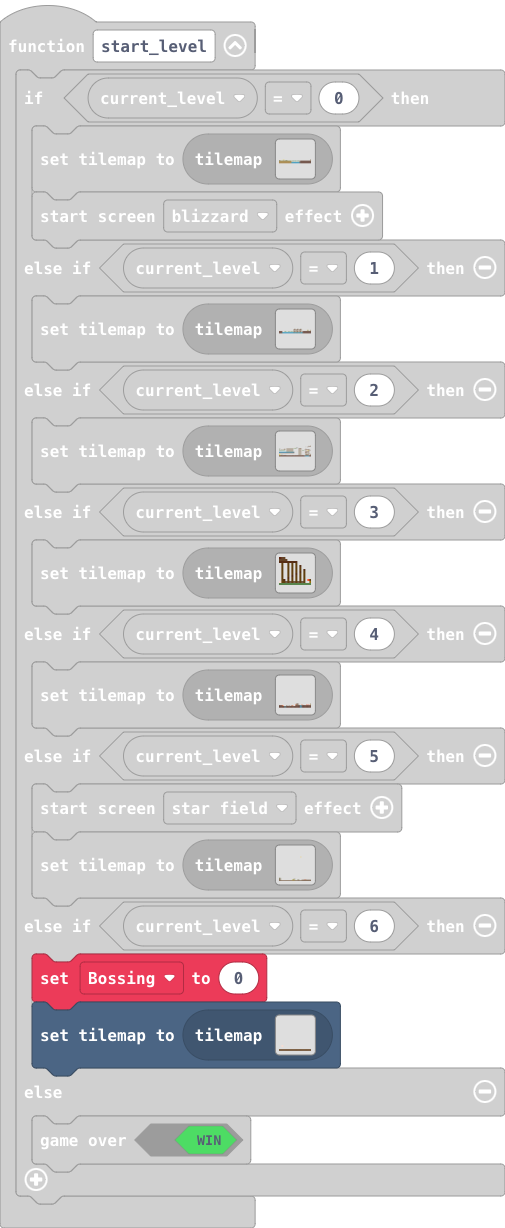 function start_level
if current_level = 0 then
set tilemap to tilemap
start screen blizzard effect
else if current_level = 1 then
set tilemap to tilemap
else if current_level = 2 then
set tilemap to tilemap
else if current_level = 3 then
set tilemap to tilemap
else if current_level = 4 then
set tilemap to tilemap
else if current_level = 5 then
start screen star field effect
set tilemap to tilemap
else if current_level = 6 then
set Bossing to 0
set tilemap to tilemap
else
game over WIN